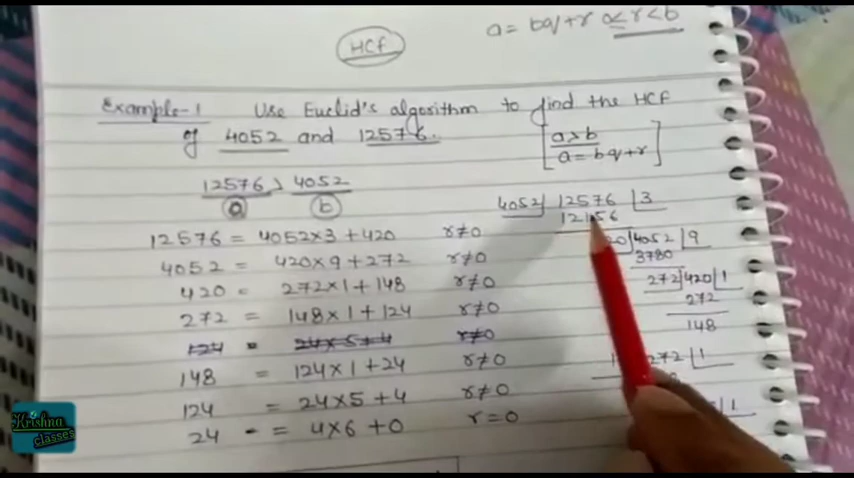 a = bq+r 0≤r<b
HCF
Example-1 Use Euclid's algorithm to find the HCF
of 4052 and 12576.
a>b
a = bq+r
12576 > 4052
a b
4052 12576 3
12156
12576 = 4052×3+420 r≠0
4052 9
4052 = 420×9+272 r≠0
3780
420 = 272×1+148 r≠0
272 420 1
272
272 = 148×1+124 r≠0
148
124 = 24×5+4 r≠0
148 = 124×1+24 r≠0
272 1
124 = 24×5+4 r≠0
1
24 = 4×6+0 r=0
Krishna
classes